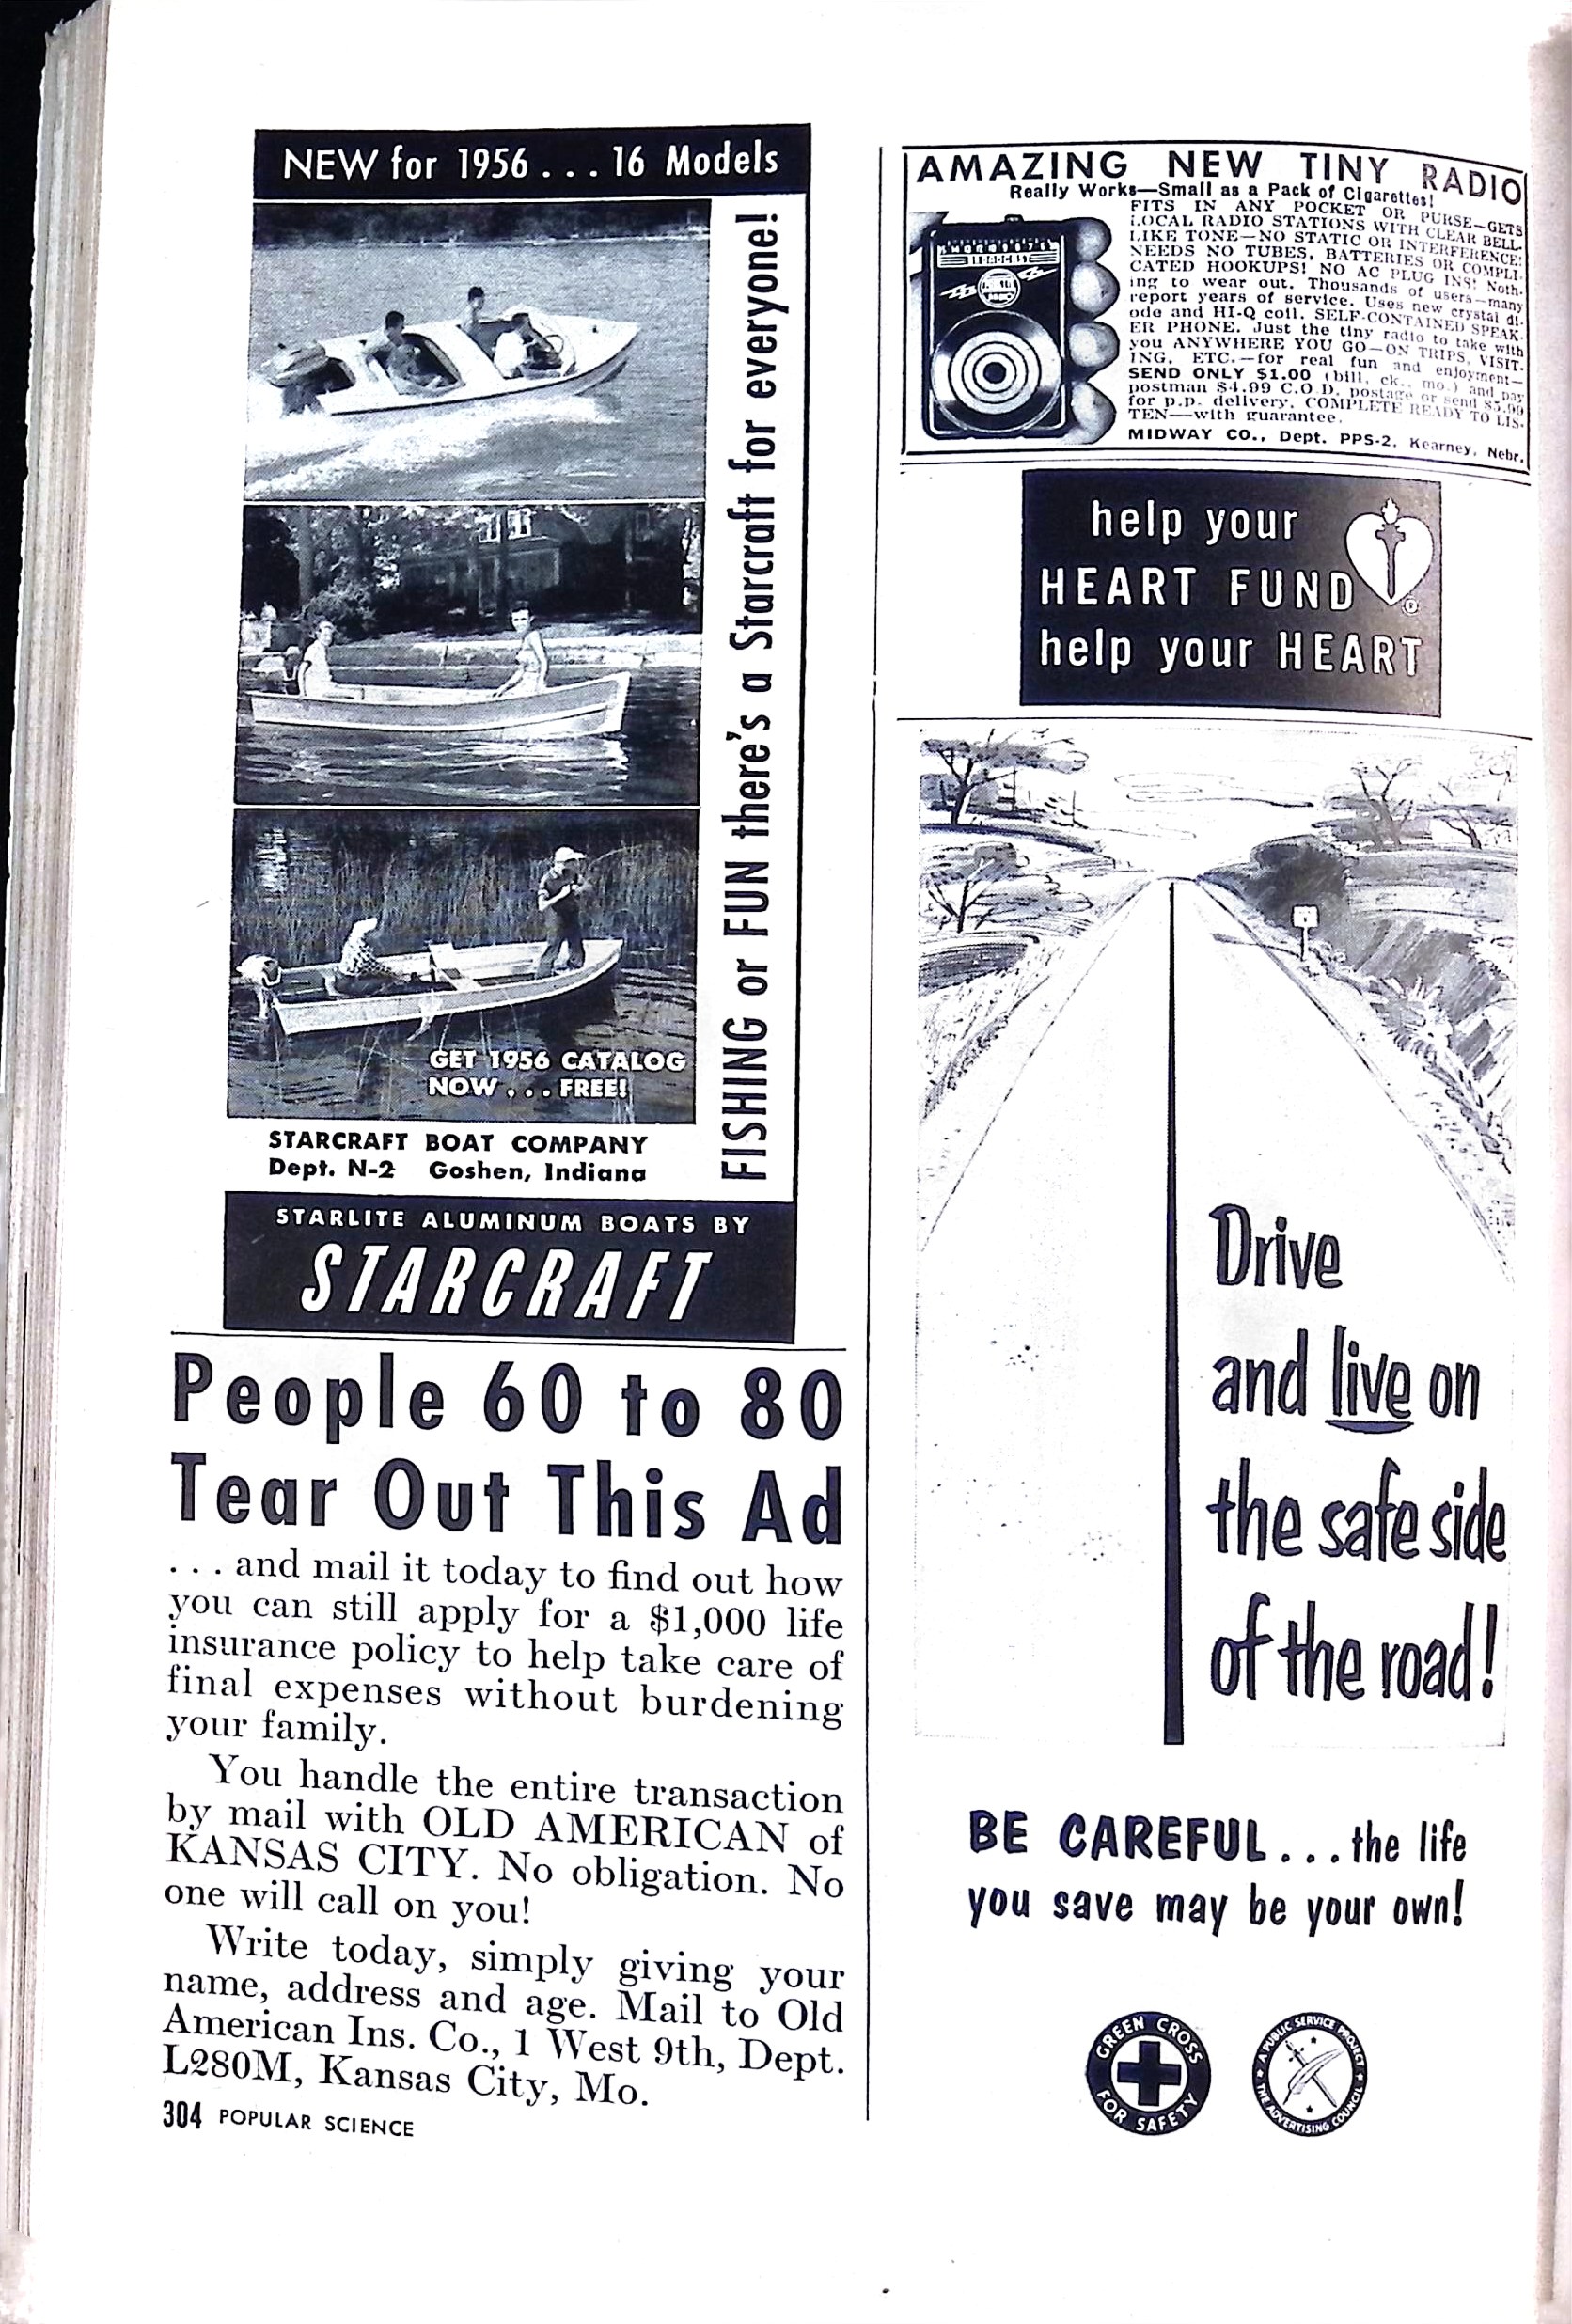 NEW for 1956 . . . 16 Models
FISHING or FUN there's a Starcraft for everyone!
GET 1956 CATALOG
NOW . . . FREE!
STARCRAFT BOAT COMPANY
Dept. N-2 Goshen, Indiana
STARLITE ALUMINUM BOATS BY
STARCRAFT
People 60 to 80
Tear Out This Ad
. . . and mail it today to find out how
you can still apply for a $1,000 life
insurance policy to help take care of
final expenses without burdening
your family.
You handle the entire transaction
by mail with OLD AMERICAN of
KANSAS CITY. No obligation. No
one will call on you!
Write today, simply giving your
name, address and age. Mail to Old
American Ins. Co., 1 West 9th, Dept.
L280M, Kansas City, Mo.
304 POPULAR SCIENCE
AMAZING NEW TINY RADIO
Really Works—Small as a Pack of Cigarettes!
FITS IN ANY POCKET OR PURSE—GETS
LOCAL RADIO STATIONS WITH CLEAR BELL-
LIKE TONE—NO STATIC OR INTERFERENCE!
NEEDS NO TUBES, BATTERIES OR COMPLI-
CATED HOOKUPS! NO AC PLUG INS! Noth-
ing to wear out. Thousands of users—many
report years of service. Uses new crystal di-
ode and HI-Q coil. SELF-CONTAINED SPEAK-
ER PHONE. Just the tiny radio to take with
you ANYWHERE YOU GO—ON TRIPS, VISIT-
ING, ETC.—for real fun and enjoyment—
SEND ONLY $1.00 (bill, ck., mo.) and pay
postman $4.99 C.O.D. postage or send $5.99
for p.p. delivery. COMPLETE READY TO LIS-
TEN—with guarantee.
MIDWAY CO., Dept. PPS-2, Kearney, Nebr.
BROADCAST
help your
HEART FUND
help your HEART
®
Drive
and live on
the safe side
of the road!
BE CAREFUL . . . the life
you save may be your own!
GREEN CROSS
FOR SAFETY
A PUBLIC SERVICE PROJECT
THE ADVERTISING COUNCIL